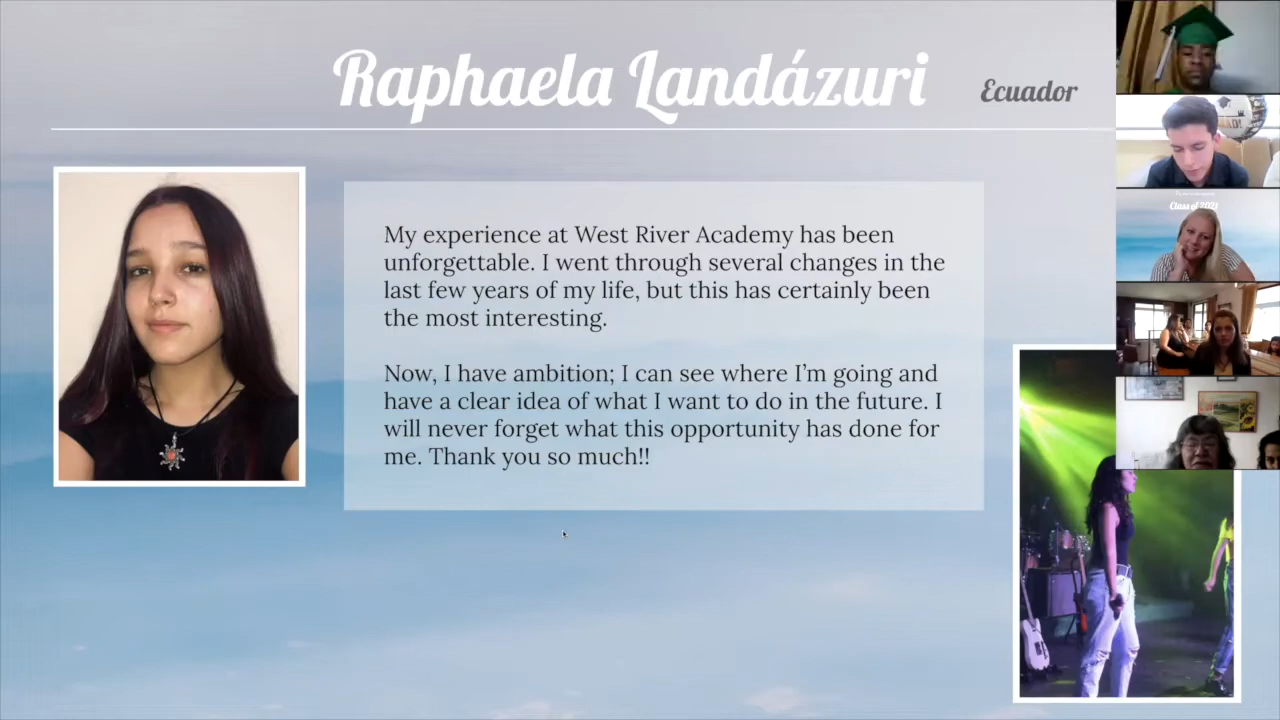 Raphaela Landázuri
Ecuador
My experience at West River Academy has been
unforgettable. I went through several changes in the
last few years of my life, but this has certainly been
the most interesting.
Now, I have ambition; I can see where I’m going and
have a clear idea of what I want to do in the future. I
will never forget what this opportunity has done for
me. Thank you so much!!
Class of 2021